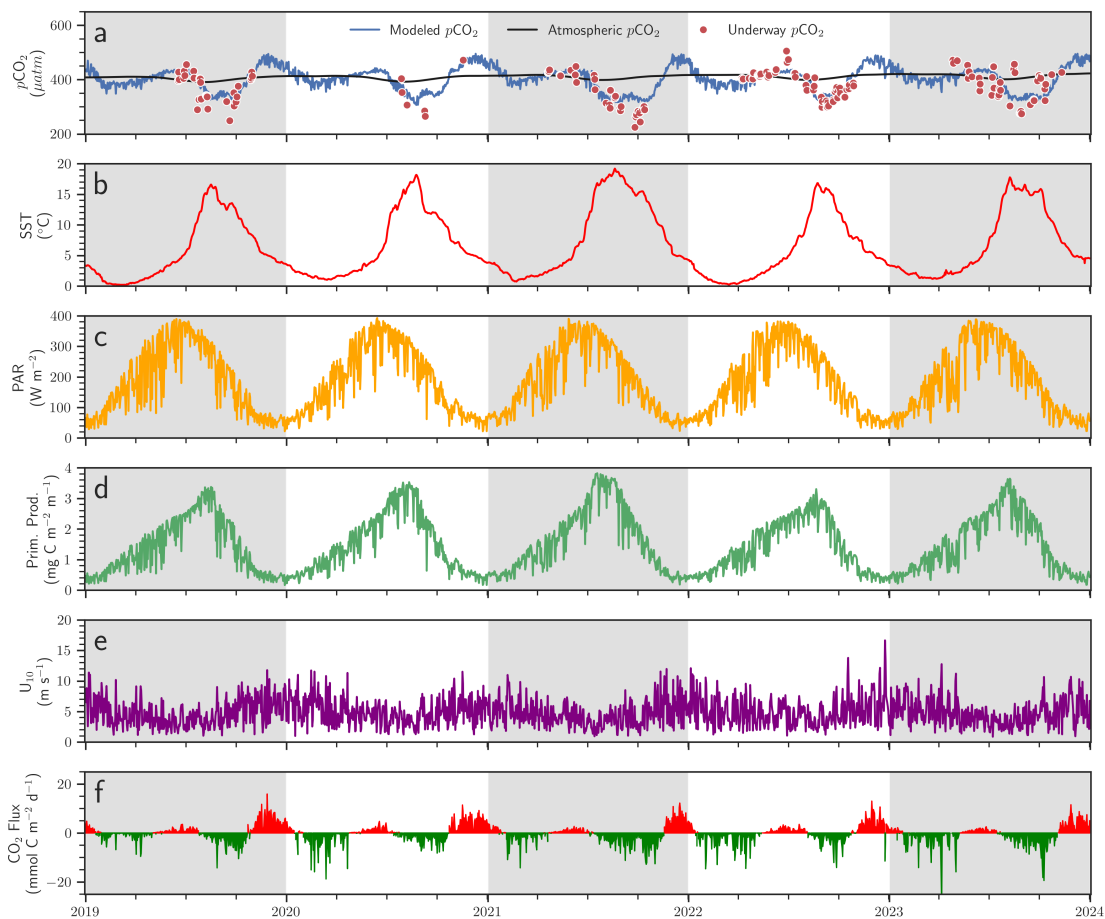 a
Modeled pCO₂ Atmospheric pCO₂ Underway pCO₂
600
400
200
pCO₂
(μatm)
b
20
15
10
5
0
SST
(°C)
c
400
300
200
100
0
PAR
(W m⁻²)
d
4
3
2
1
0
Prim. Prod.
(mg C m⁻² m⁻¹)
e
20
15
10
5
0
U₁₀
(m s⁻¹)
f
20
0
−20
CO₂ Flux
(mmol C m⁻² d⁻¹)
2019 2020 2021 2022 2023 2024